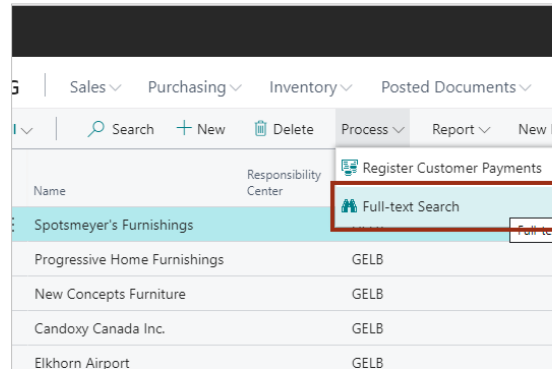 Sales Purchasing Inventory Posted Documents
Search New Delete Process Report New
Register Customer Payments
Full-text Search
Name Responsibility Center
Spotsmeyer's Furnishings
Progressive Home Furnishings GELB
New Concepts Furniture GELB
Candoxy Canada Inc. GELB
Elkhorn Airport GELB